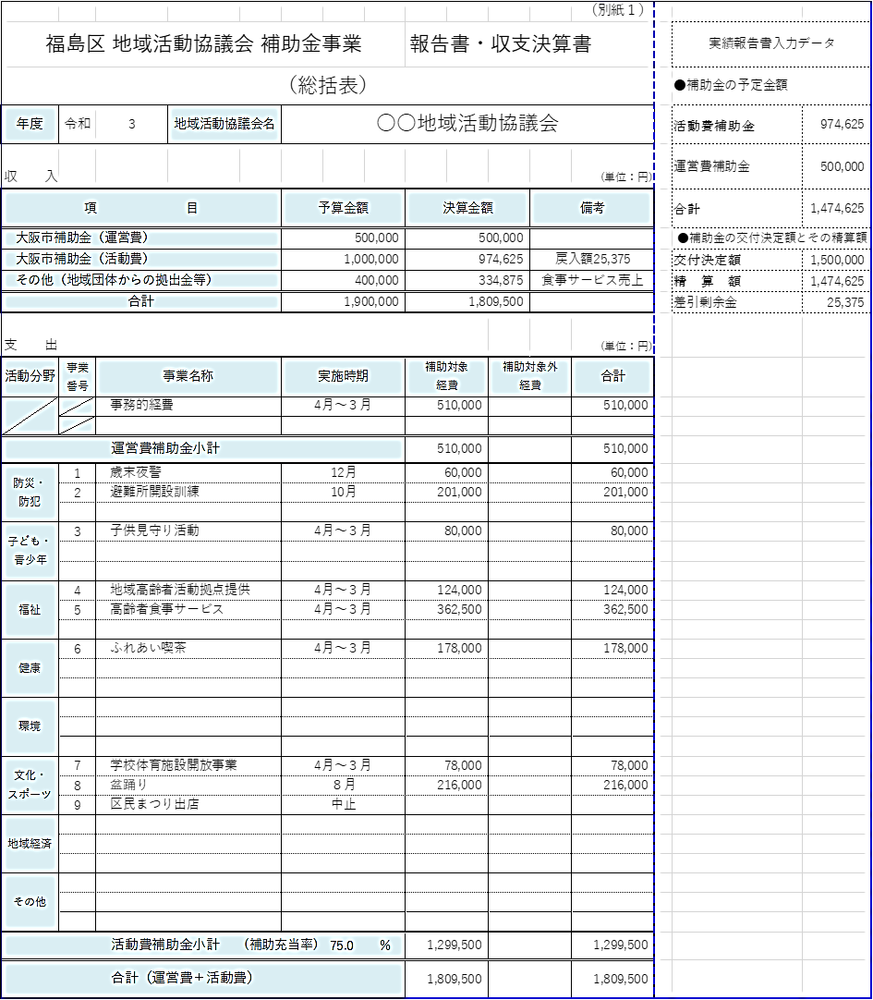 （別紙１）
福島区 地域活動協議会 補助金事業 報告書・収支決算書
実績報告書入力データ
（総括表）
●補助金の予定金額
年度 令和 3 地域活動協議会名 〇〇地域活動協議会
活動費補助金 974,625
運営費補助金 500,000
収　入 （単位：円）
項　目 予算金額 決算金額 備考
合計 1,474,625
大阪市補助金（運営費） 500,000 500,000
●補助金の交付決定額とその精算額
大阪市補助金（活動費） 1,000,000 974,625 戻入額25,375
交付決定額 1,500,000
その他（地域団体からの拠出金等） 400,000 334,875 食事サービス売上
精　算　額 1,474,625
合計 1,900,000 1,809,500
差引剰余金 25,375
支　出 （単位：円）
活動分野 事業番号 事業名称 実施時期 補助対象経費 補助対象外経費 合計
事務的経費 4月～３月 510,000 510,000
運営費補助金小計 510,000 510,000
防災・防犯
1 歳末夜警 12月 60,000 60,000
2 避難所開設訓練 10月 201,000 201,000
子ども・青少年
3 子供見守り活動 4月～３月 80,000 80,000
福祉
4 地域高齢者活動拠点提供 4月～３月 124,000 124,000
5 高齢者食事サービス 4月～３月 362,500 362,500
健康
6 ふれあい喫茶 4月～３月 178,000 178,000
環境
文化・スポーツ
7 学校体育施設開放事業 4月～３月 78,000 78,000
8 盆踊り ８月 216,000 216,000
9 区民まつり出店 中止
地域経済
その他
活動費補助金小計　（補助充当率） 75.0 % 1,299,500 1,299,500
合計（運営費＋活動費） 1,809,500 1,809,500